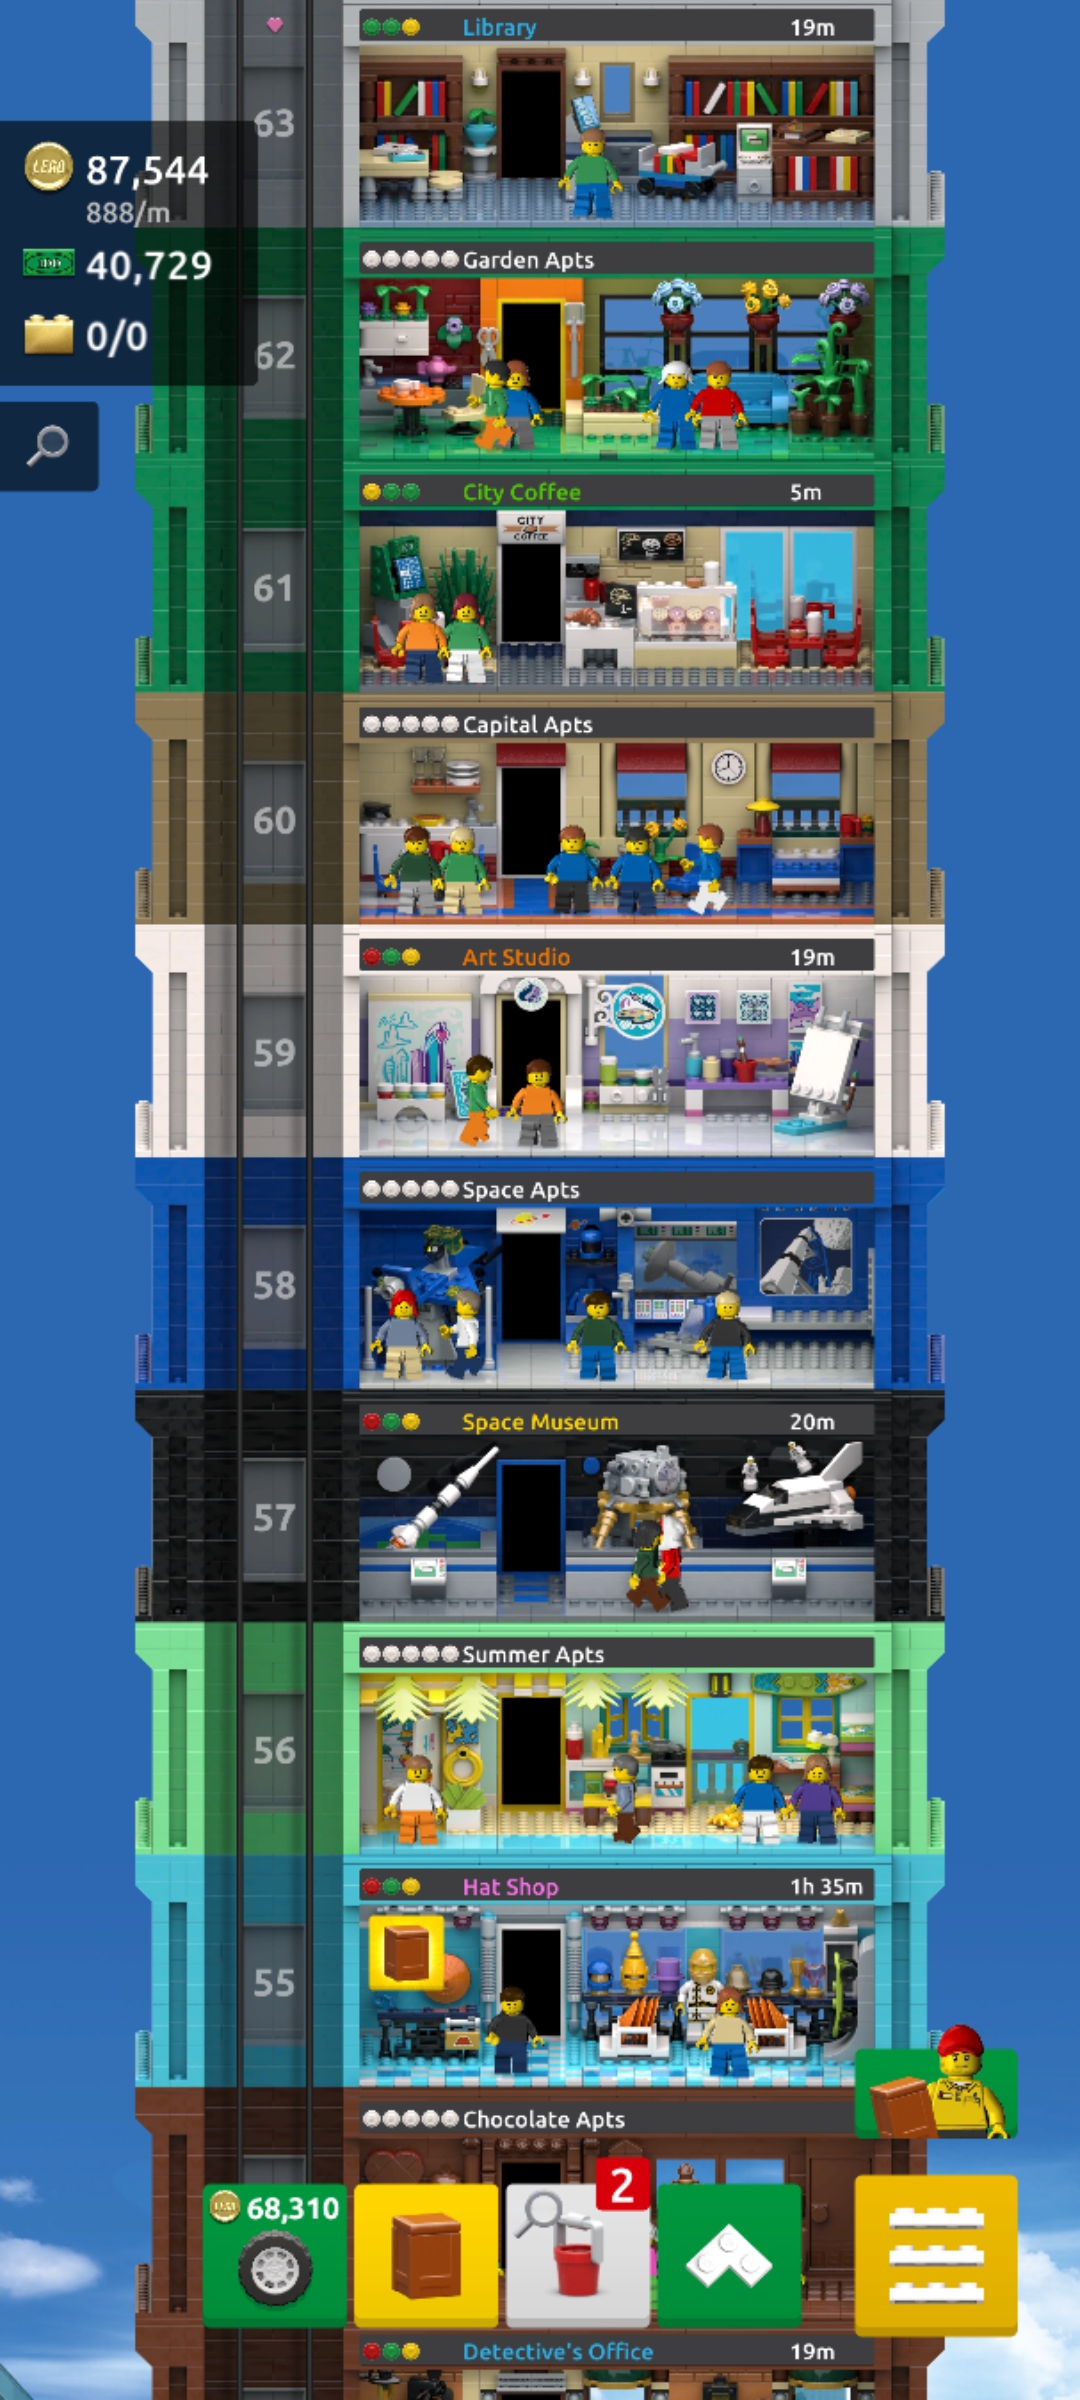 Library 19m
63
87,544
888/m
40,729
0/0
Garden Apts
62
City Coffee 5m
CITY
COFFEE
61
Capital Apts
60
Art Studio 19m
59
Space Apts
58
Space Museum 20m
57
Summer Apts
56
Hat Shop 1h 35m
55
Chocolate Apts
2
68,310
Detective's Office 19m